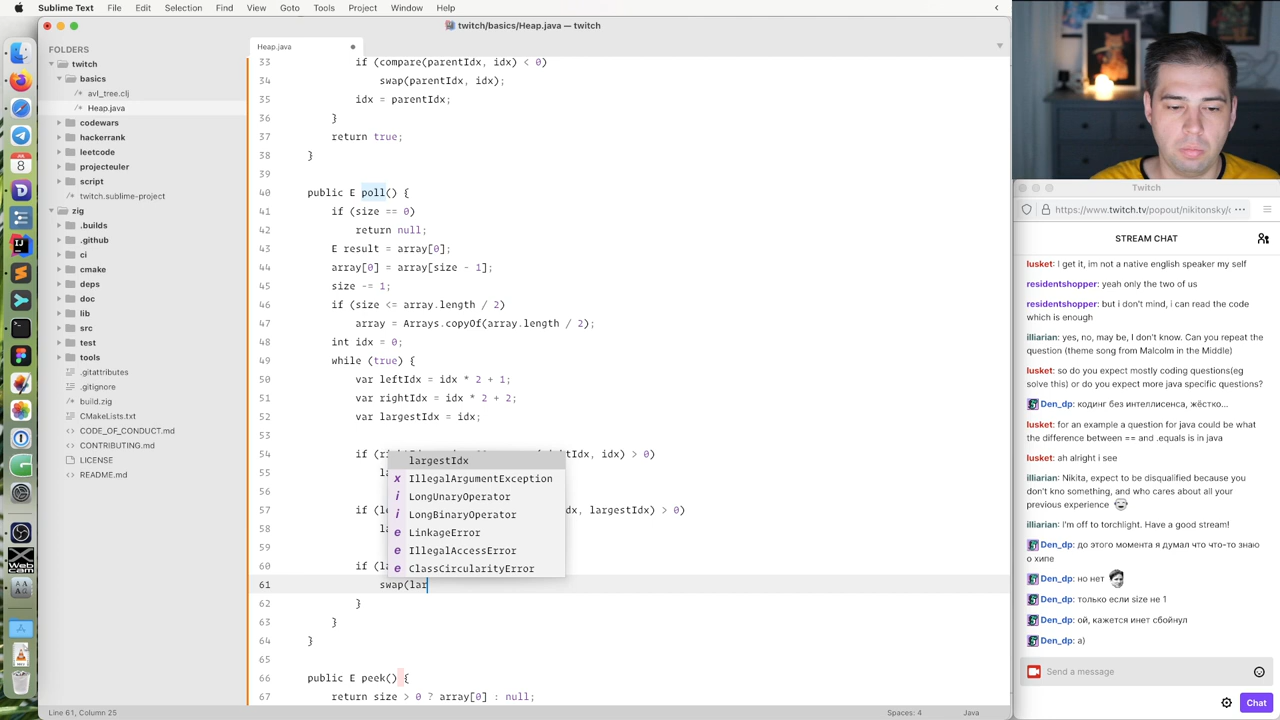 Sublime Text File Edit Selection Find View Goto Tools Project Window Help
twitch/basics/Heap.java — twitch
FOLDERS
twitch
basics
avl_tree.clj
Heap.java
codewars
hackerrank
leetcode
projecteuler
script
twitch.sublime-project
zig
.builds
.github
ci
cmake
deps
doc
lib
src
test
tools
.gitattributes
.gitignore
build.zig
CMakeLists.txt
CODE_OF_CONDUCT.md
CONTRIBUTING.md
LICENSE
README.md
Heap.java
33 if (compare(parentIdx, idx) < 0)
34 swap(parentIdx, idx);
35 idx = parentIdx;
36 }
37 return true;
38 }
39
40 public E poll() {
41 if (size == 0)
42 return null;
43 E result = array[0];
44 array[0] = array[size - 1];
45 size -= 1;
46 if (size <= array.length / 2)
47 array = Arrays.copyOf(array.length / 2);
48 int idx = 0;
49 while (true) {
50 var leftIdx = idx * 2 + 1;
51 var rightIdx = idx * 2 + 2;
52 var largestIdx = idx;
53
54 if (ri tIdx, idx) > 0)
55 la
56
57 if (le dx, largestIdx) > 0)
58 la
59
60 if (la
61 swap(lar
62 }
63 }
64 }
65
66 public E peek() {
67 return size > 0 ? array[0] : null;
largestIdx
x IllegalArgumentException
i LongUnaryOperator
i LongBinaryOperator
e LinkageError
e IllegalAccessError
e ClassCircularityError
Line 61, Column 25
Spaces: 4
Java
Twitch
https://www.twitch.tv/popout/nikitonsky/
STREAM CHAT
lusket: I get it, im not a native english speaker my self
residentshopper: yeah only the two of us
residentshopper: but i don't mind, i can read the code
which is enough
illiarian: yes, no, may be, I don't know. Can you repeat the
question (theme song from Malcolm in the Middle)
lusket: so do you expect mostly coding questions(eg
solve this) or do you expect more java specific questions?
Den_dp: кодинг без интеллисенса, жёстко...
lusket: for an example a question for java could be what
the difference between == and .equals is in java
lusket: ah alright i see
illiarian: Nikita, expect to be disqualified because you
don't kno something, and who cares about all your
previous experience
illiarian: I'm off to torchlight. Have a good stream!
Den_dp: до этого момента я думал что что-то знаю
о хипе
Den_dp: но нет
Den_dp: только если size не 1
Den_dp: ой, кажется инет сбойнул
Den_dp: а)
Send a message
Chat